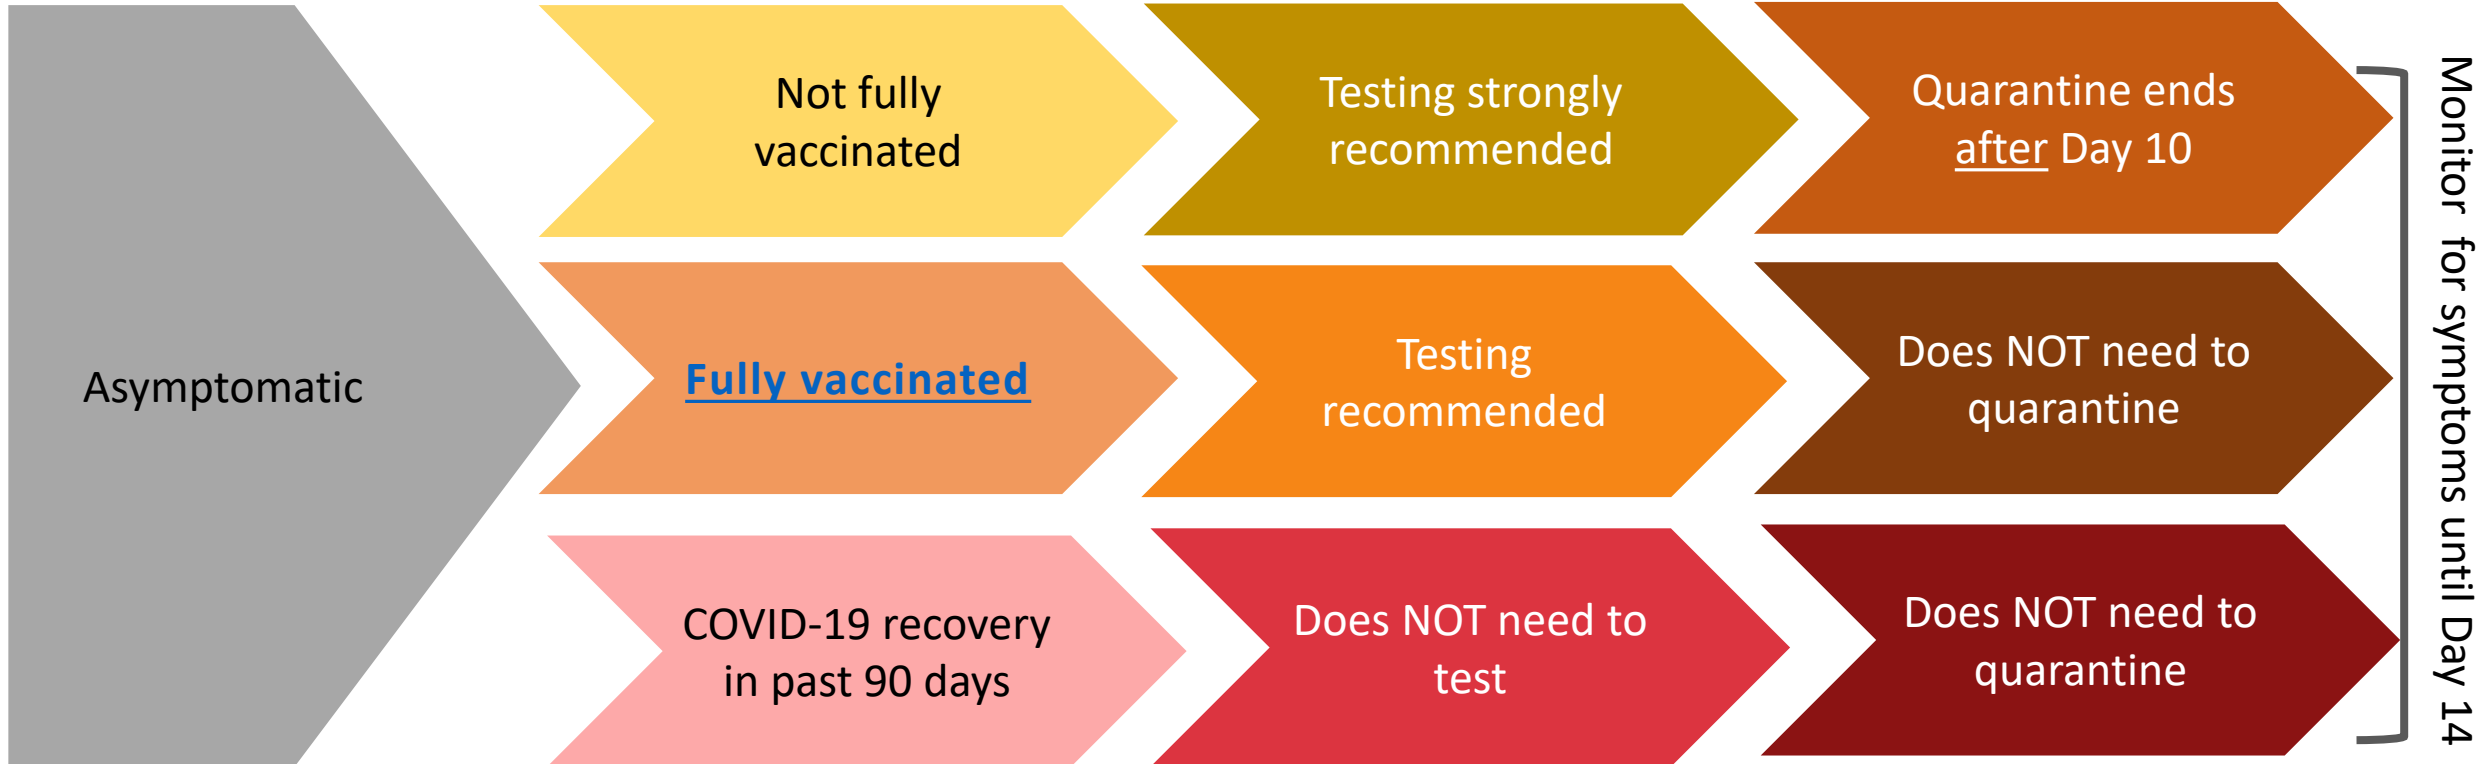 Asymptomatic
Not fully
vaccinated
Testing strongly
recommended
Quarantine ends
after Day 10
Fully vaccinated
Testing
recommended
Does NOT need to
quarantine
COVID-19 recovery
in past 90 days
Does NOT need to
test
Does NOT need to
quarantine
Monitor for symptoms until Day 14